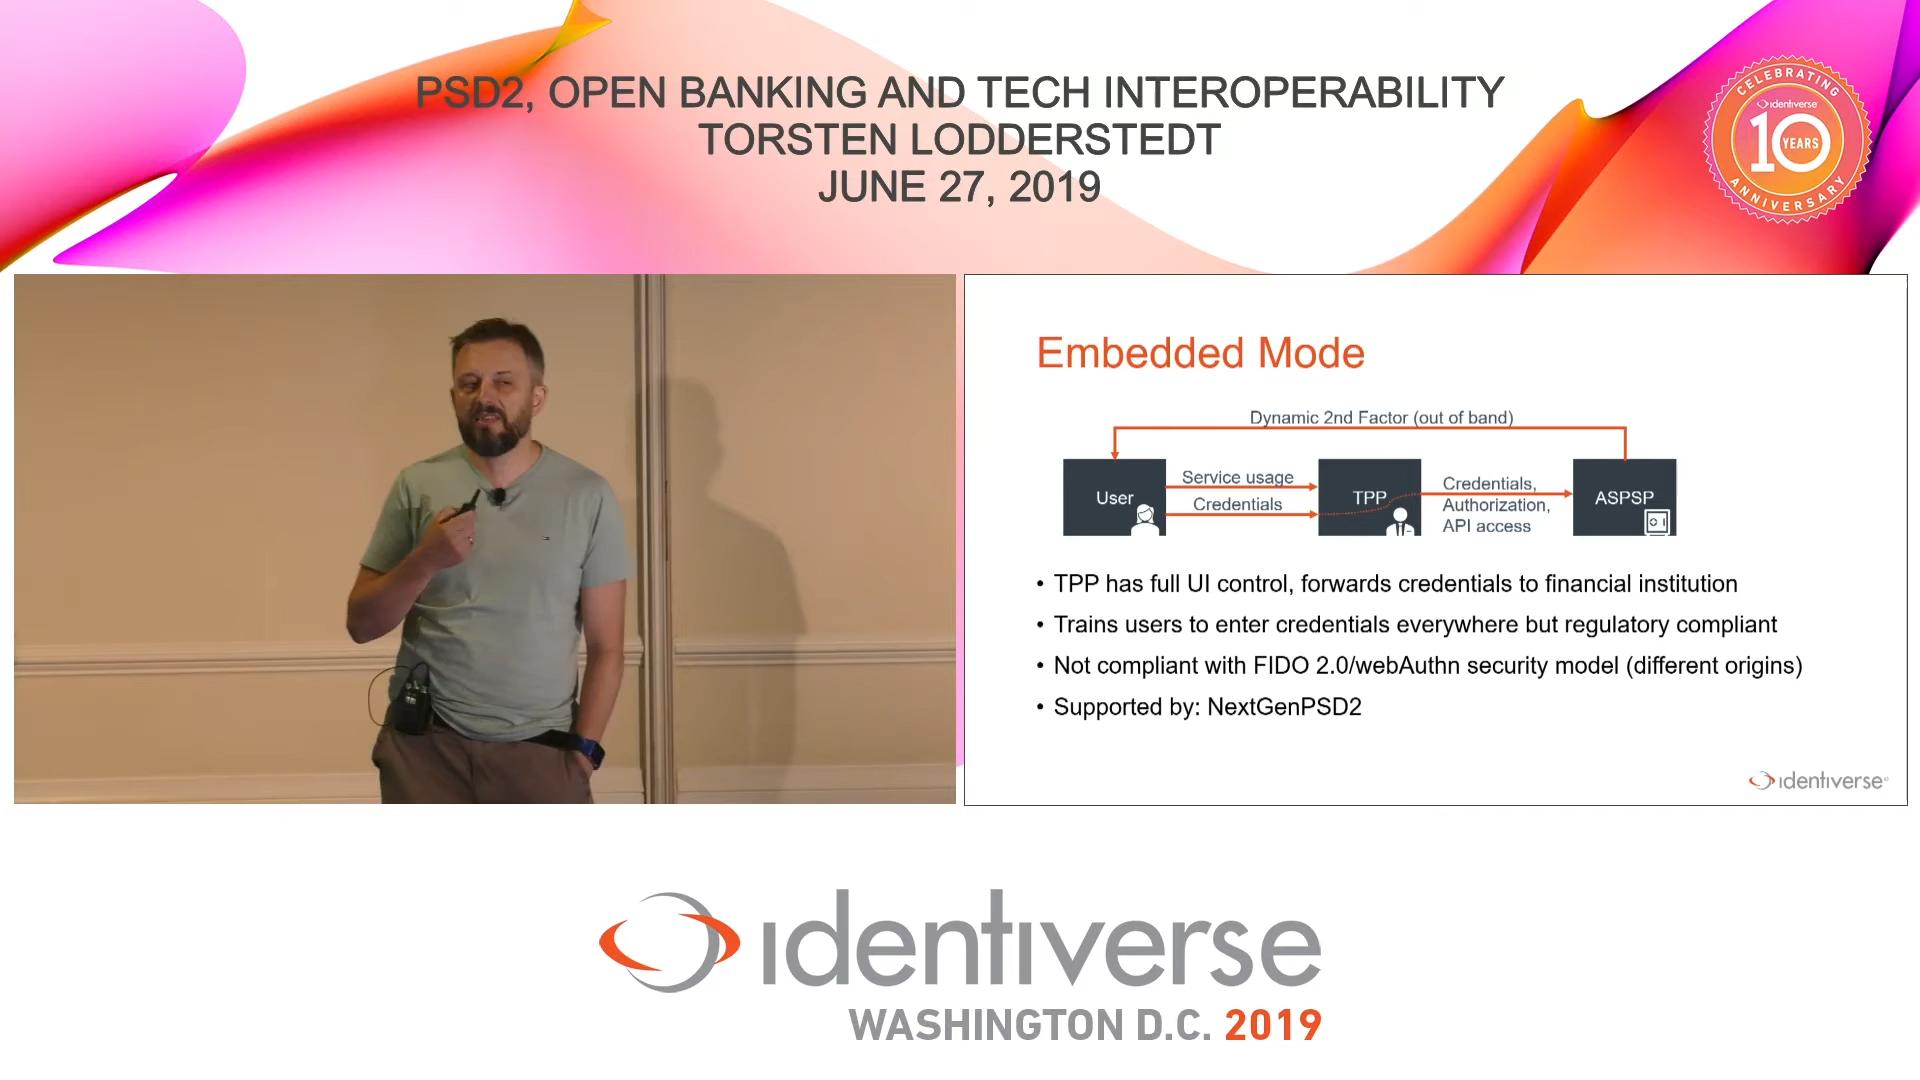 PSD2, OPEN BANKING AND TECH INTEROPERABILITY
TORSTEN LODDERSTEDT
JUNE 27, 2019
CELEBRATING
identiverse
10
YEARS
ANNIVERSARY
Embedded Mode
Dynamic 2nd Factor (out of band)
User
Service usage
Credentials
TPP
Credentials,
Authorization,
API access
ASPSP
• TPP has full UI control, forwards credentials to financial institution
• Trains users to enter credentials everywhere but regulatory compliant
• Not compliant with FIDO 2.0/webAuthn security model (different origins)
• Supported by: NextGenPSD2
identiverse
identiverse
WASHINGTON D.C. 2019